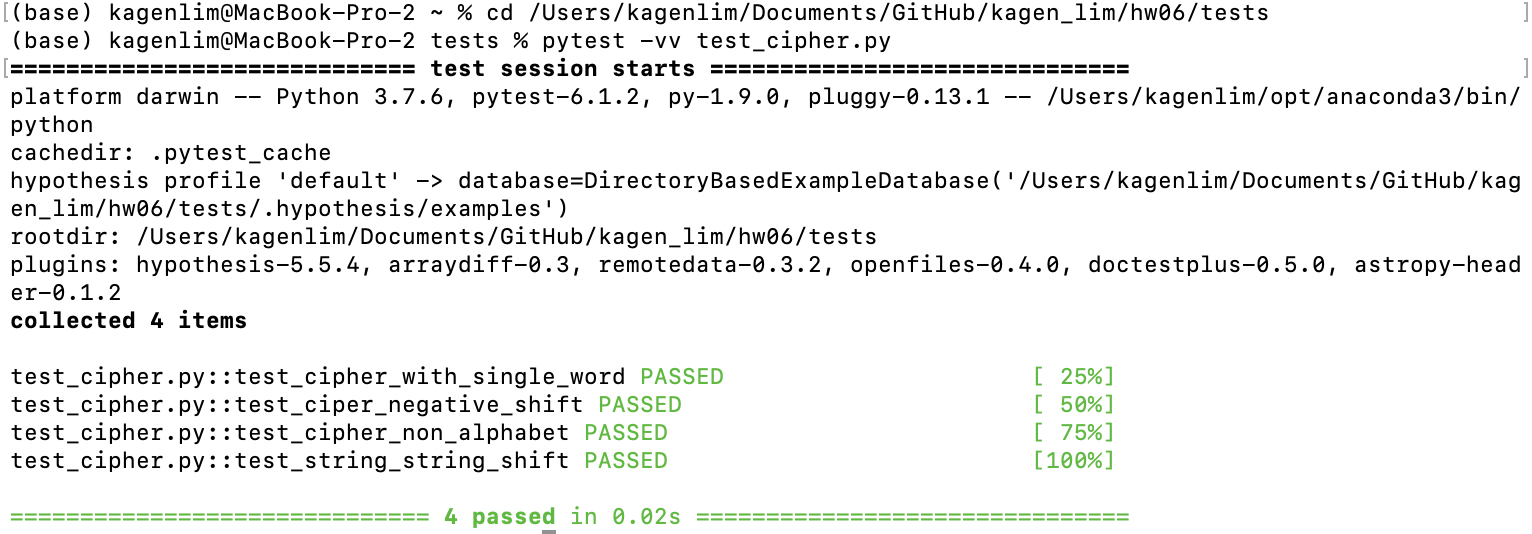 [(base) kagenlim@MacBook-Pro-2 ~ % cd /Users/kagenlim/Documents/GitHub/kagen_lim/hw06/tests ]
(base) kagenlim@MacBook-Pro-2 tests % pytest -vv test_cipher.py
[============================= test session starts ============================== ]
platform darwin -- Python 3.7.6, pytest-6.1.2, py-1.9.0, pluggy-0.13.1 -- /Users/kagenlim/opt/anaconda3/bin/
python
cachedir: .pytest_cache
hypothesis profile 'default' -> database=DirectoryBasedExampleDatabase('/Users/kagenlim/Documents/GitHub/kag
en_lim/hw06/tests/.hypothesis/examples')
rootdir: /Users/kagenlim/Documents/GitHub/kagen_lim/hw06/tests
plugins: hypothesis-5.5.4, arraydiff-0.3, remotedata-0.3.2, openfiles-0.4.0, doctestplus-0.5.0, astropy-head
er-0.1.2
collected 4 items
test_cipher.py::test_cipher_with_single_word PASSED [ 25%]
test_cipher.py::test_ciper_negative_shift PASSED [ 50%]
test_cipher.py::test_cipher_non_alphabet PASSED [ 75%]
test_cipher.py::test_string_string_shift PASSED [100%]
============================== 4 passed in 0.02s ===============================